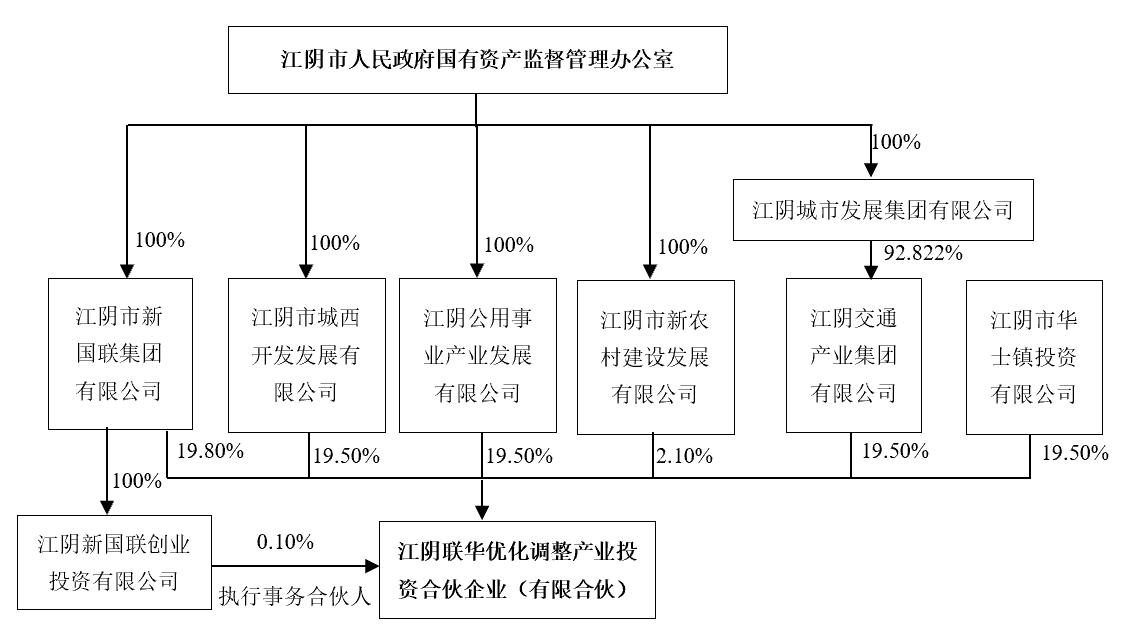 江阴市人民政府国有资产监督管理办公室
100%
江阴城市发展集团有限公司
100%
100%
100%
100%
92.822%
江阴市新
国联集团
有限公司
江阴市城西
开发发展有
限公司
江阴公用事
业产业发展
有限公司
江阴市新农
村建设发展
有限公司
江阴交通
产业集团
有限公司
江阴市华
士镇投资
有限公司
19.80%
19.50%
19.50%
2.10%
19.50%
19.50%
100%
江阴新国联创业
投资有限公司
0.10%
执行事务合伙人
江阴联华优化调整产业投
资合伙企业（有限合伙）